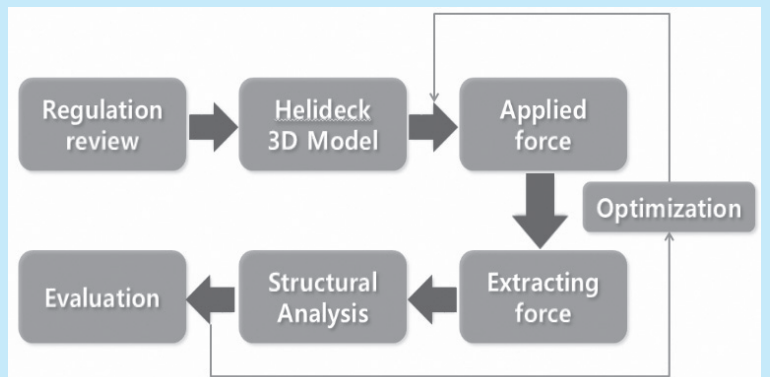 Regulation
review
Helideck
3D Model
Applied
force
Optimization
Evaluation
Structural
Analysis
Extracting
force